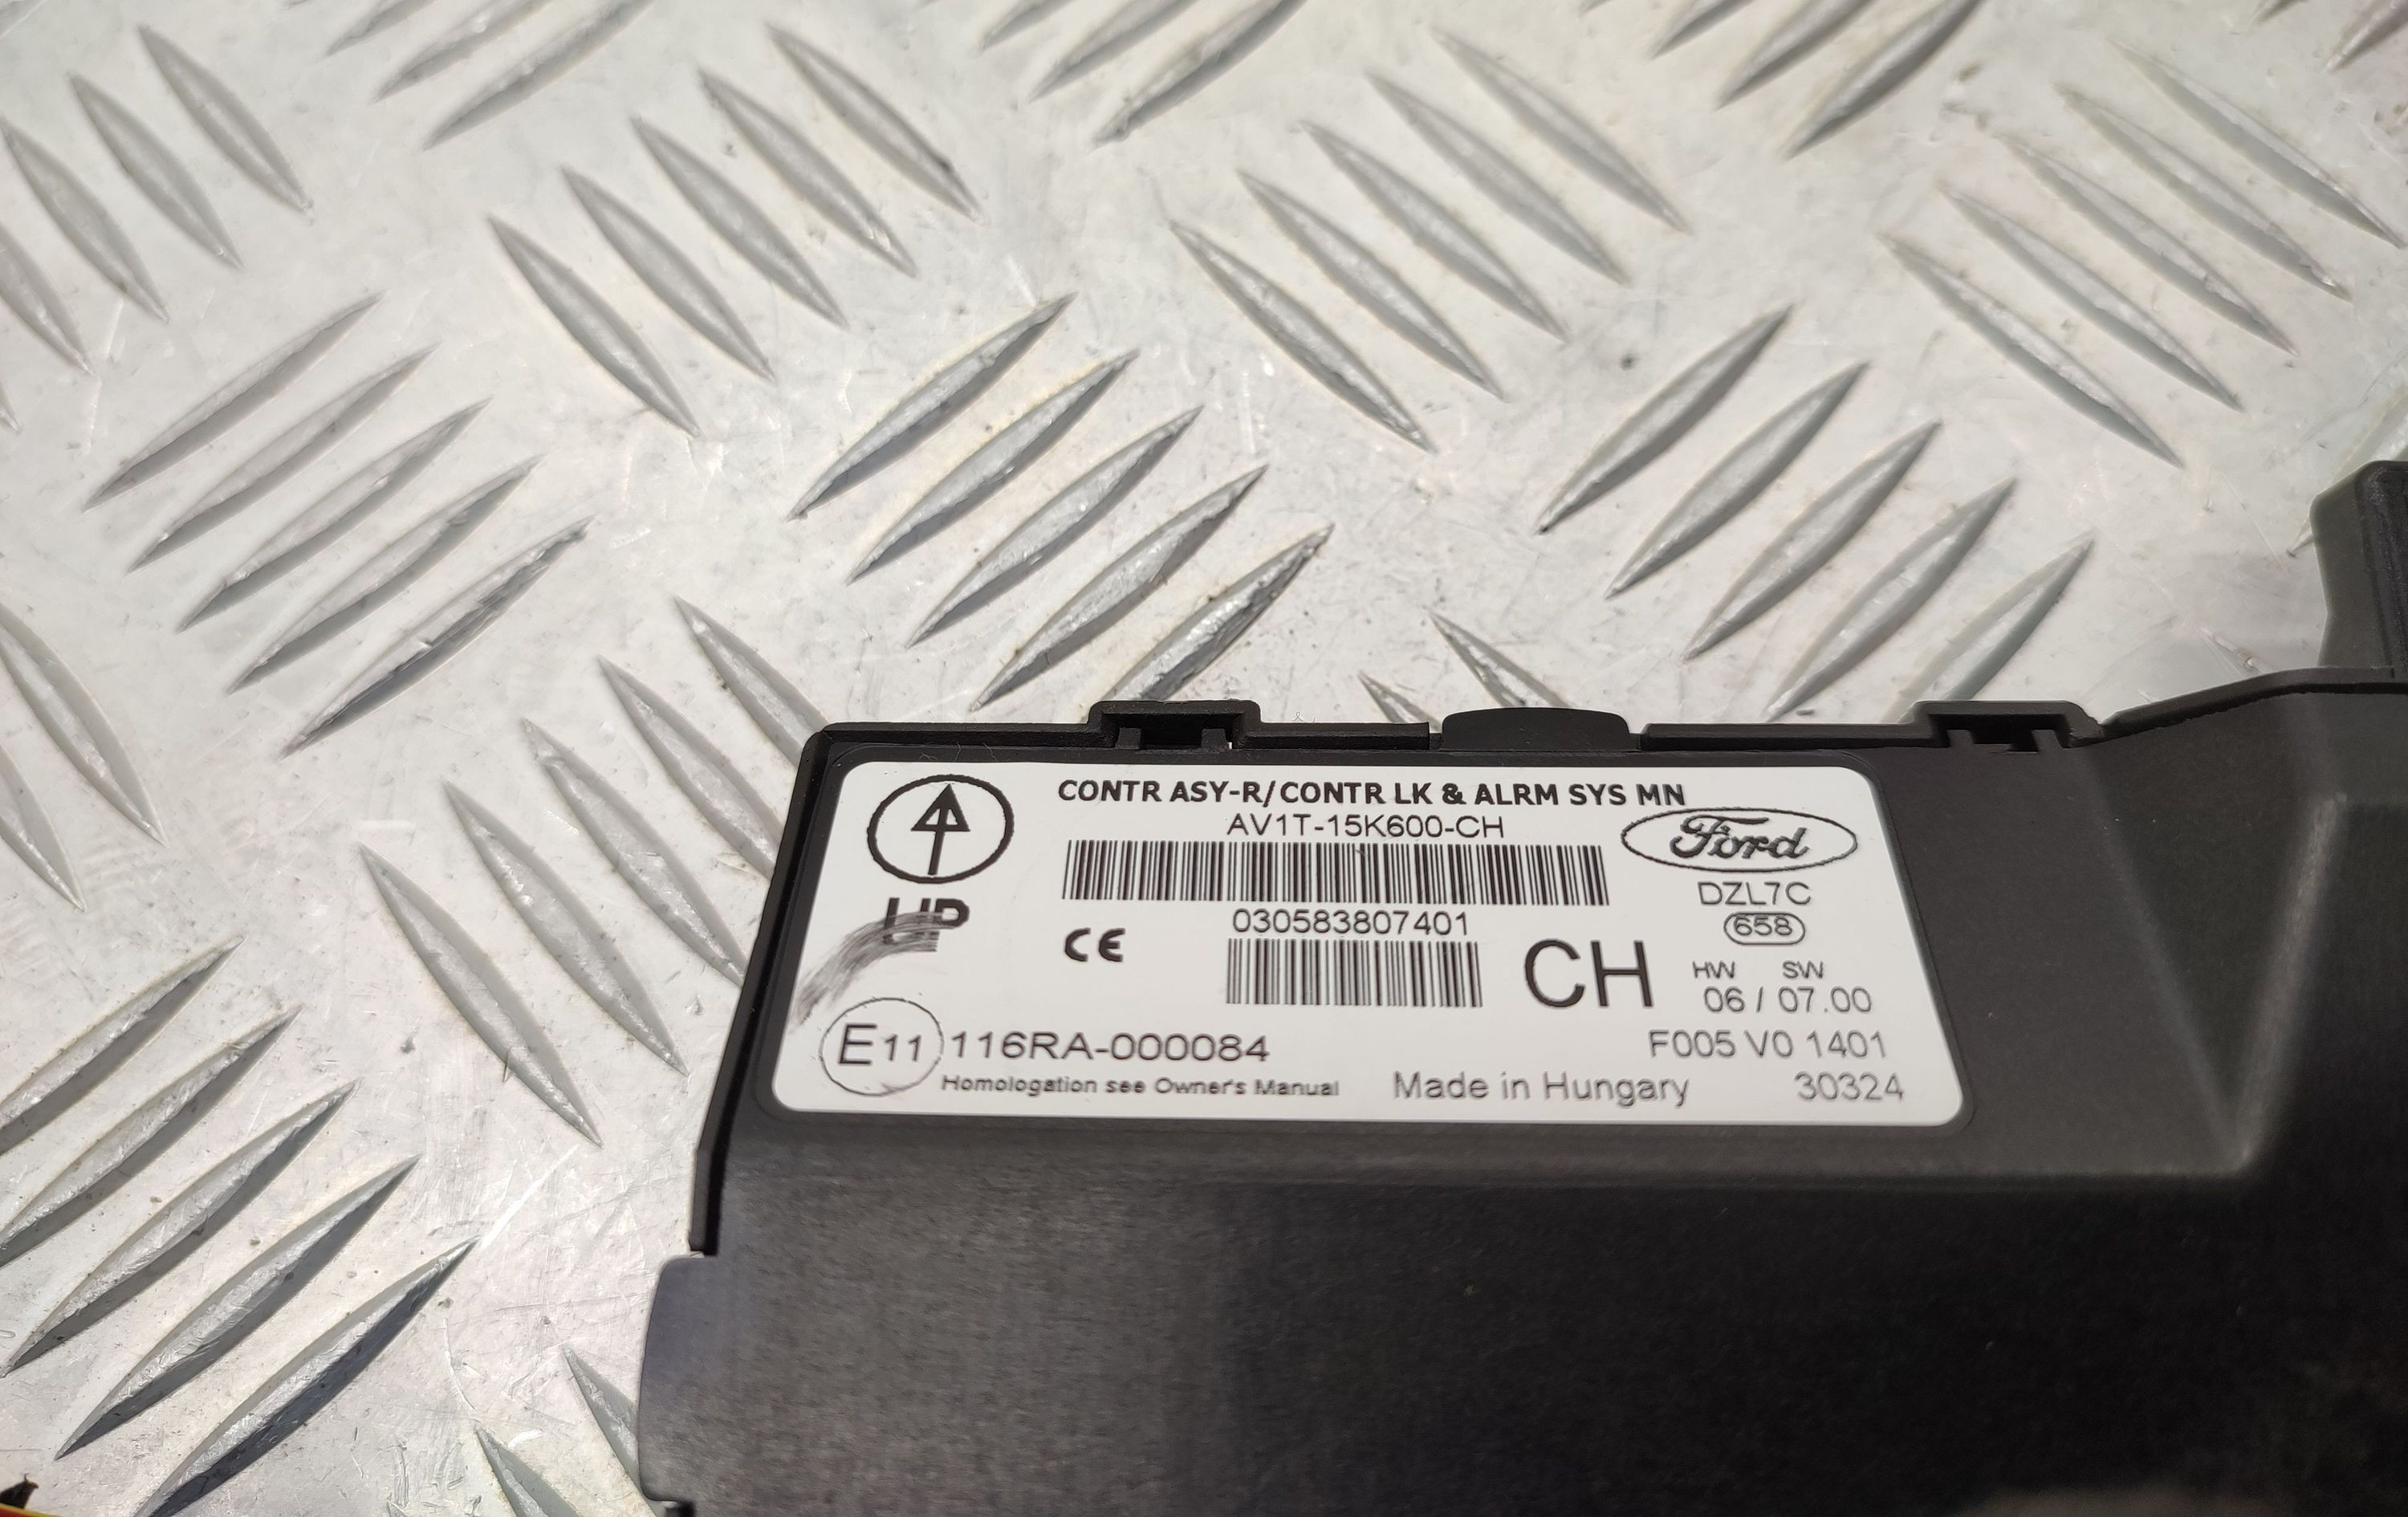 CONTR ASY-R/CONTR LK & ALRM SYS MN
AV1T-15K600-CH
Ford
DZL7C
658
UP
CE
030583807401
CH
HW SW
06 / 07.00
E11 116RA-000084
F005 V0 1401
Homologation see Owner's Manual
Made in Hungary
30324